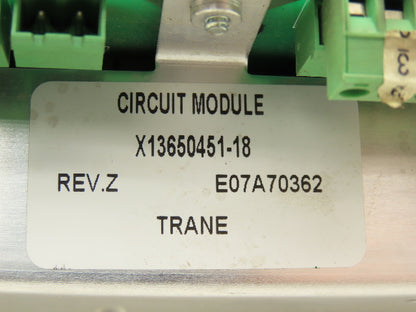 CIRCUIT MODULE
X13650451-18
REV.Z E07A70362
TRANE